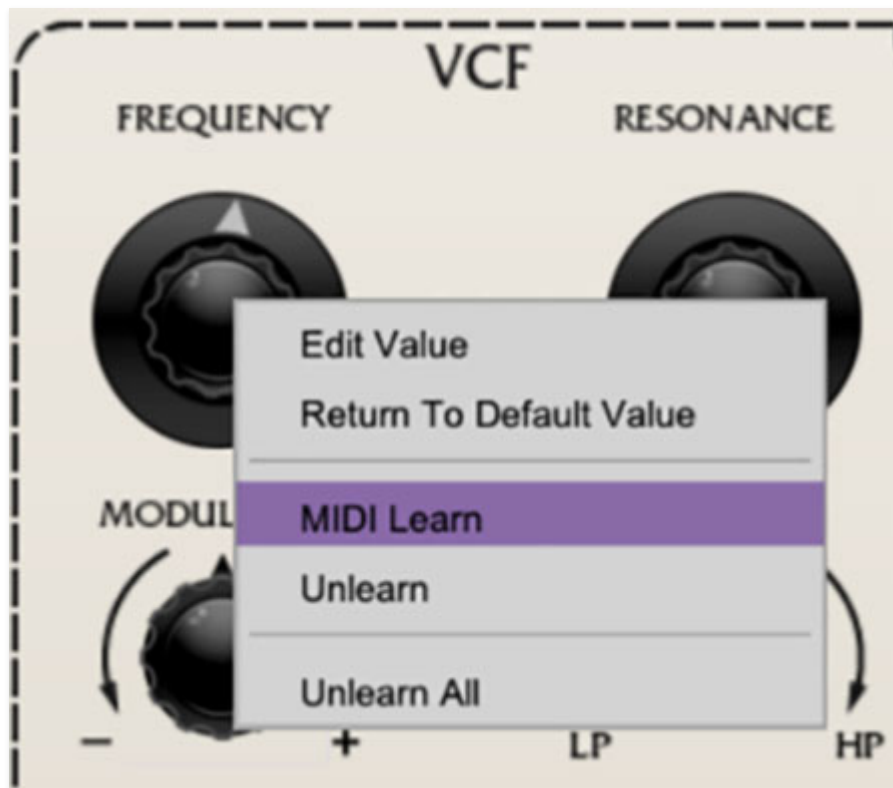 VCF
FREQUENCY
RESONANCE
Edit Value
Return To Default Value
MODUL
MIDI Learn
Unlearn
Unlearn All
− +
LP HP